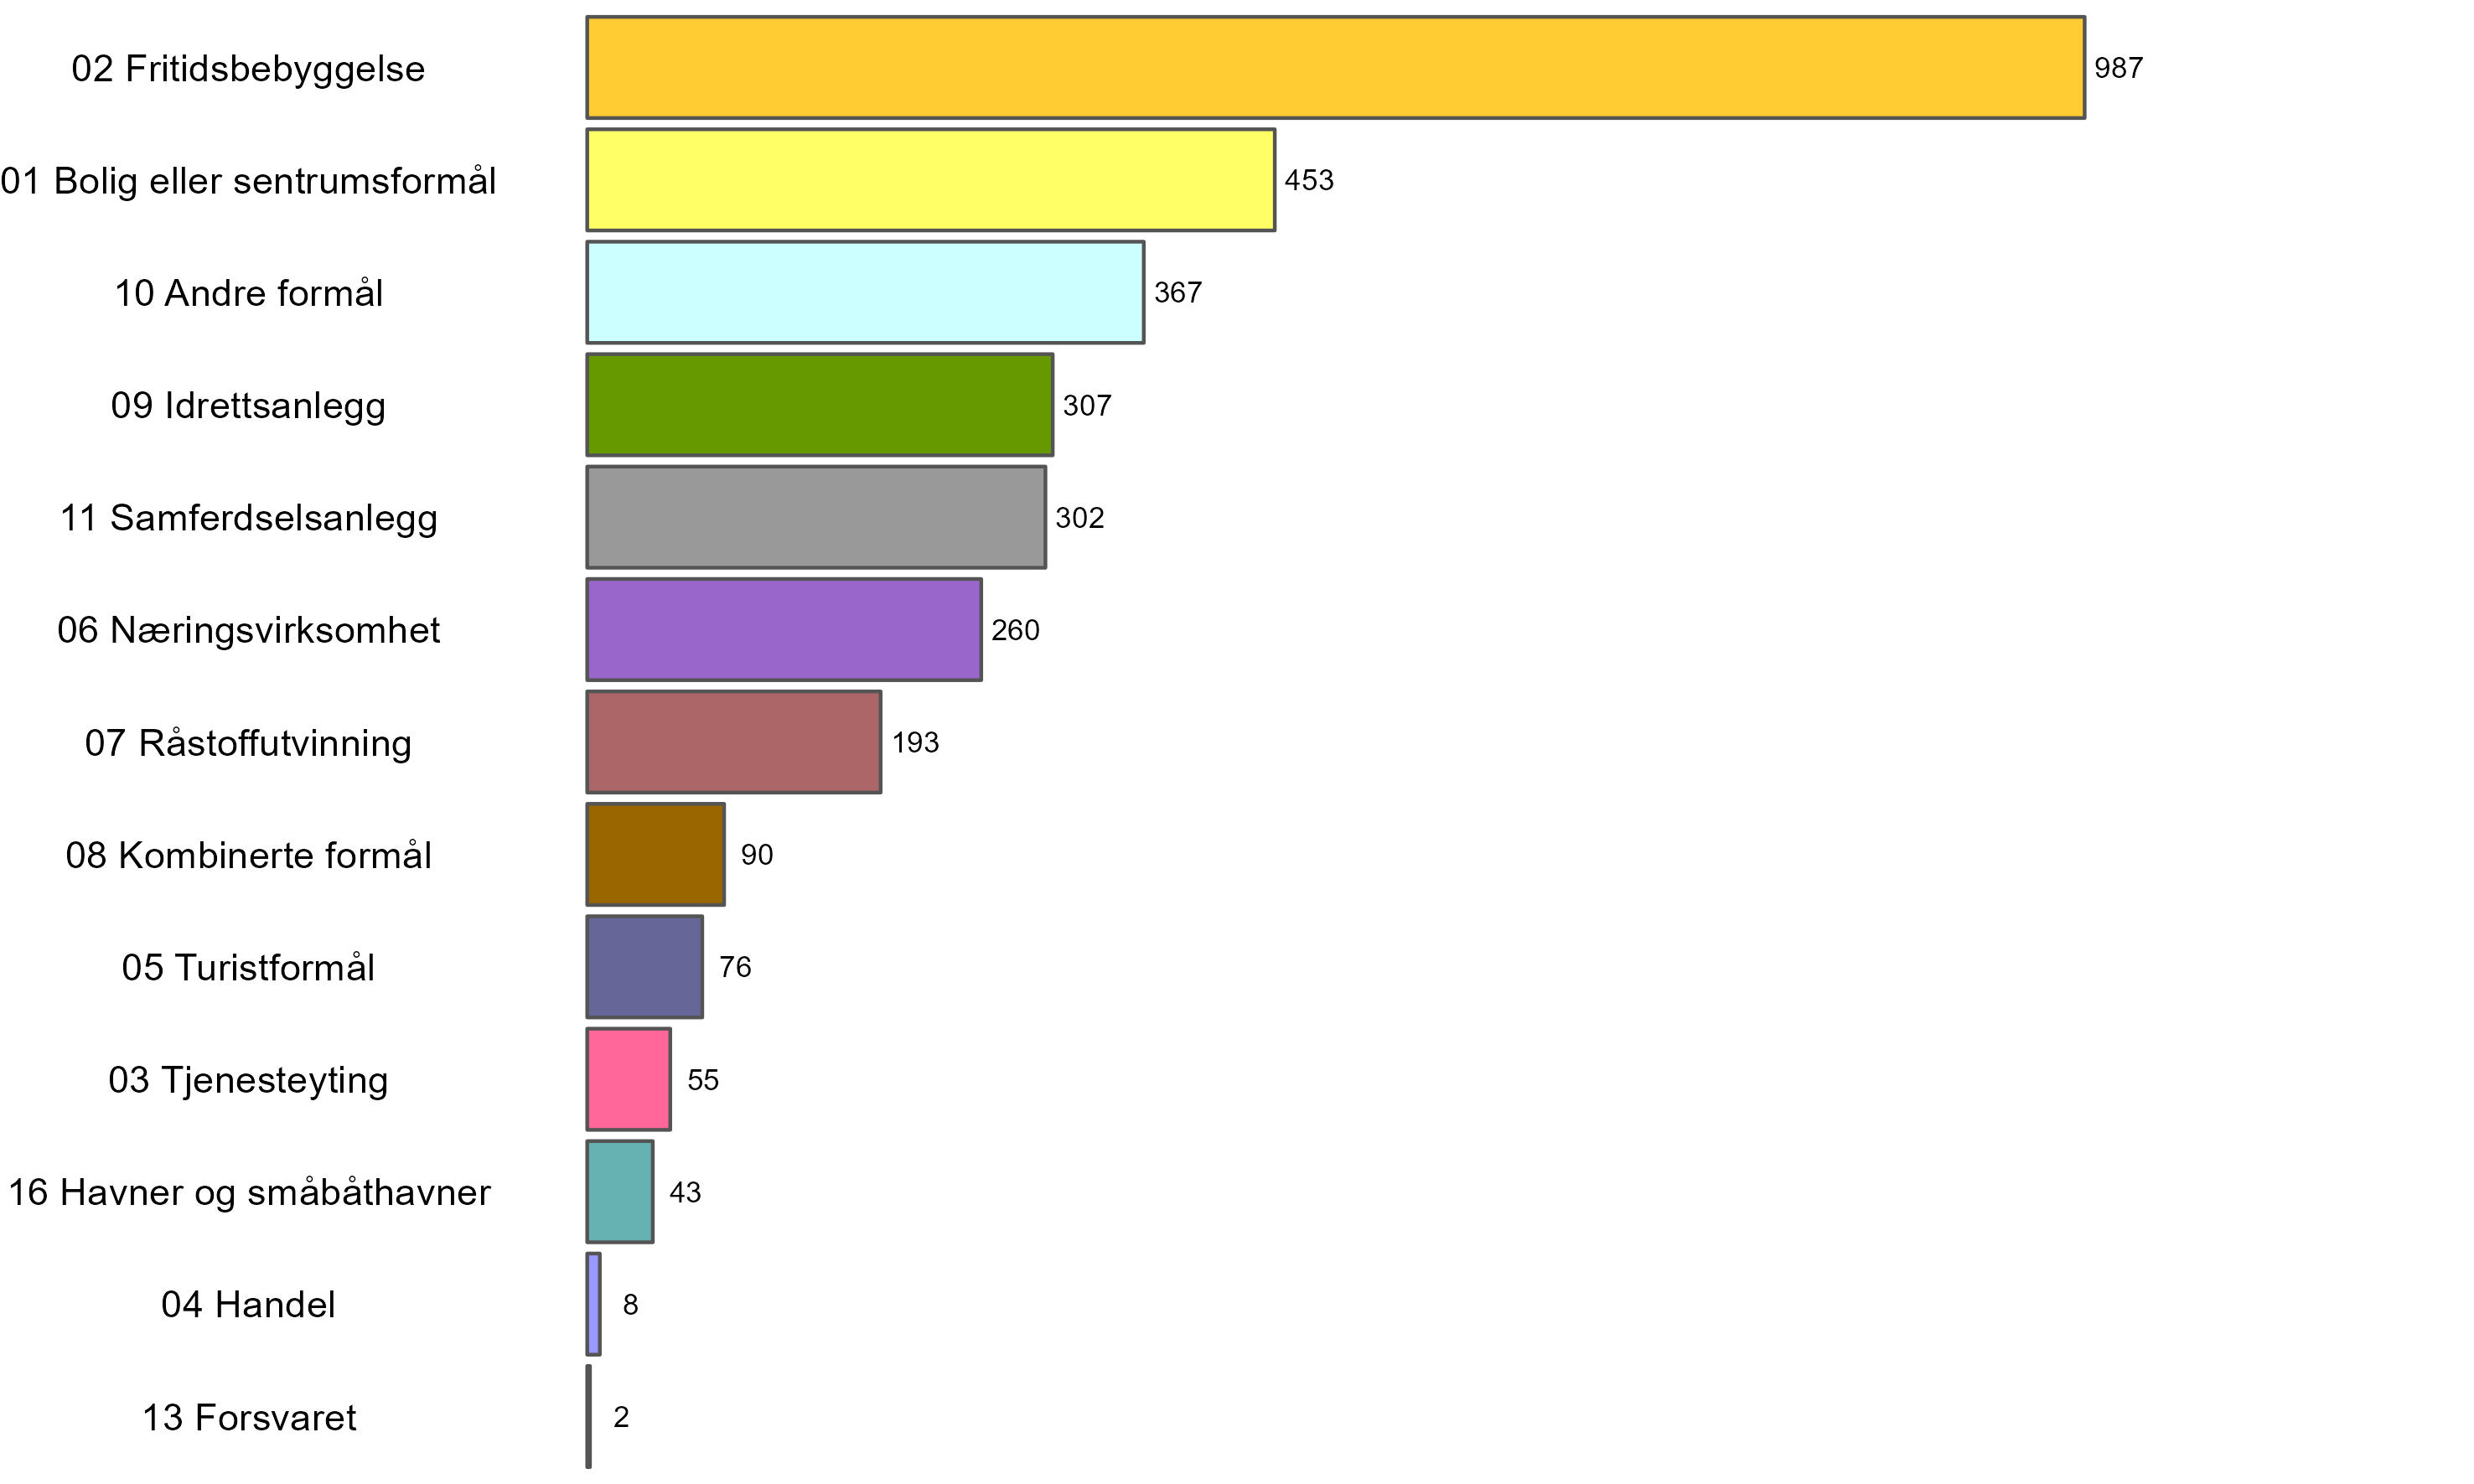 02 Fritidsbebyggelse 987
01 Bolig eller sentrumsformål 453
10 Andre formål 367
09 Idrettsanlegg 307
11 Samferdselsanlegg 302
06 Næringsvirksomhet 260
07 Råstoffutvinning 193
08 Kombinerte formål 90
05 Turistformål 76
03 Tjenesteyting 55
16 Havner og småbåthavner 43
04 Handel 8
13 Forsvaret 2